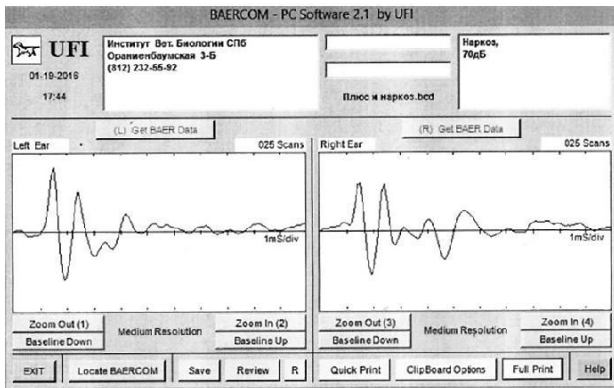 BAERCOM - PC Software 2.1 by UFI
UFI
01-19-2016
17:44
Институт Вет. Биологии СПБ
Ораниенбаумская 3-Б
(812) 232-55-92
Плюс и наркоз.bcd
Наркоз,
70дБ
(L) Get BAER Data
(R) Get BAER Data
Left Ear
025 Scans
Right Ear
025 Scans
1mS/div
1mS/div
Zoom Out (1)
Medium Resolution
Zoom In (2)
Baseline Down
Baseline Up
Zoom Out (3)
Medium Resolution
Zoom In (4)
Baseline Down
Baseline Up
EXIT
Locate BAERCOM
Save
Review
R
Quick Print
ClipBoard Options
Full Print
Help